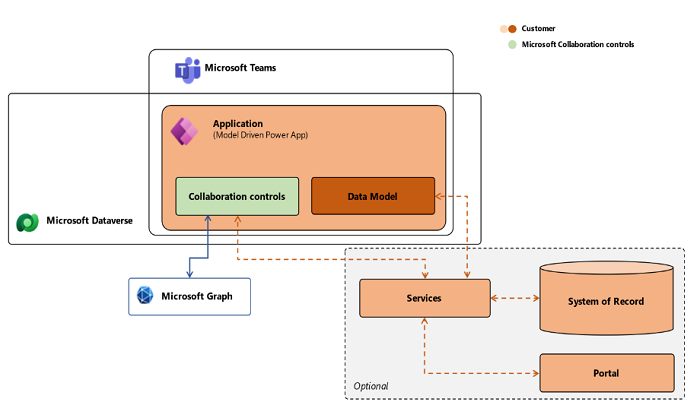 Customer
Microsoft Collaboration controls
Microsoft Teams
Application
(Model Driven Power App)
Collaboration controls
Data Model
Microsoft Dataverse
Microsoft Graph
Services
System of Record
Portal
Optional